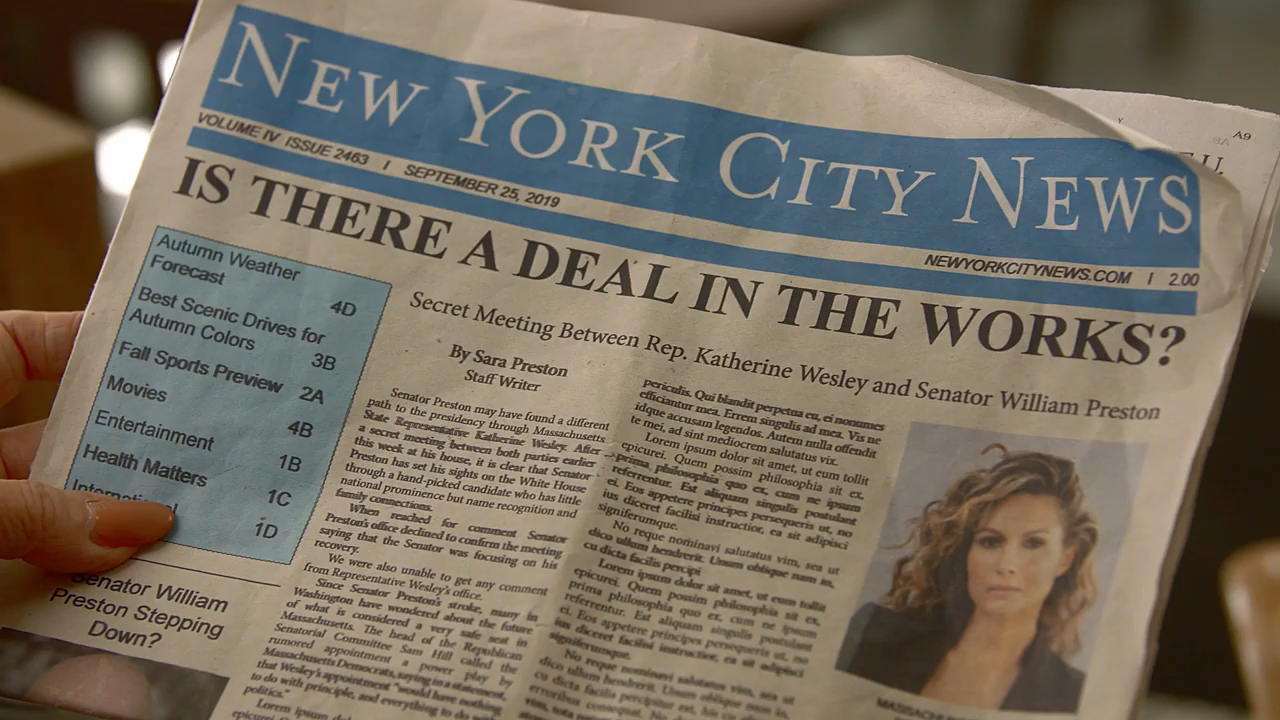 NEW YORK CITY NEWS
VOLUME IV ISSUE 2463 | SEPTEMBER 25, 2019
NEWYORKCITYNEWS.COM | 2.00
A9
IS THERE A DEAL IN THE WORKS?
Secret Meeting Between Rep. Katherine Wesley and Senator William Preston
Autumn Weather
Forecast 4D
Best Scenic Drives for
Autumn Colors 3B
Fall Sports Preview 2A
Movies 4B
Entertainment 1B
Health Matters 1C
1D
Senator William
Preston Stepping
Down?
By Sara Preston
Staff Writer
Senator Preston may have found a different
path to the presidency through Massachusetts
State Representative Katherine Wesley. After
a secret meeting between both parties earlier
this week at his house, it is clear that Senator
Preston has set his sights on the White House
through a hand-picked candidate who has little
national prominence but name recognition and
family connections.
When reached for comment Senator
Preston's office declined to confirm the meeting
saying that the Senator was focusing on his
recovery.
We were also unable to get any comment
from Representative Wesley's office.
Since Senator Preston's stroke, many in
Washington have wondered about the future
of what is considered a very safe seat in
Massachusetts. The head of the Republican
Senatorial Committee Sam Hill called the
rumored appointment a power play by
Massachusetts Democrats, saying in a statement,
that Wesley's appointment "would have nothing
to do with principle, and everything to do with
politics."
Lorem ipsum dolor
periculis. Qui blandit perpetua eu, ei nonumes
efficiantur mea. Errem singulis ad mea. Vis ne
idque accusam legendos. Autem nulla offendit
te mei, ad sint mediocrem salutatus vix.
Lorem ipsum dolor sit amet, ut eum tollit
epicurei. Quem possim philosophia sit ex,
prima philosophia quo ex, cum ne ipsum
referrentur. Est aliquam singulis postulant
ei. Eos appetere principes persequeris ut, no
ius diceret facilisi instructior, ea sit adipisci
signiferumque.
No reque nominavi salutatus vim, sea ut
dico ullum hendrerit. Unum oblique nam in,
cu dicta facilis percipi
Lorem ipsum dolor sit amet, ut eum tollit
epicurei. Quem possim philosophia sit ex,
prima philosophia quo ex, cum ne ipsum
referrentur. Est aliquam singulis postulant
ei. Eos appetere principes persequeris ut, no
ius diceret facilisi instructior, ea sit adipisci
signiferumque.
No reque nominavi salutatus vim, sea ut
dico ullum hendrerit. Unum oblique nam in,
cu dicta facilis percipit
erroribus consequat.
vim, tota